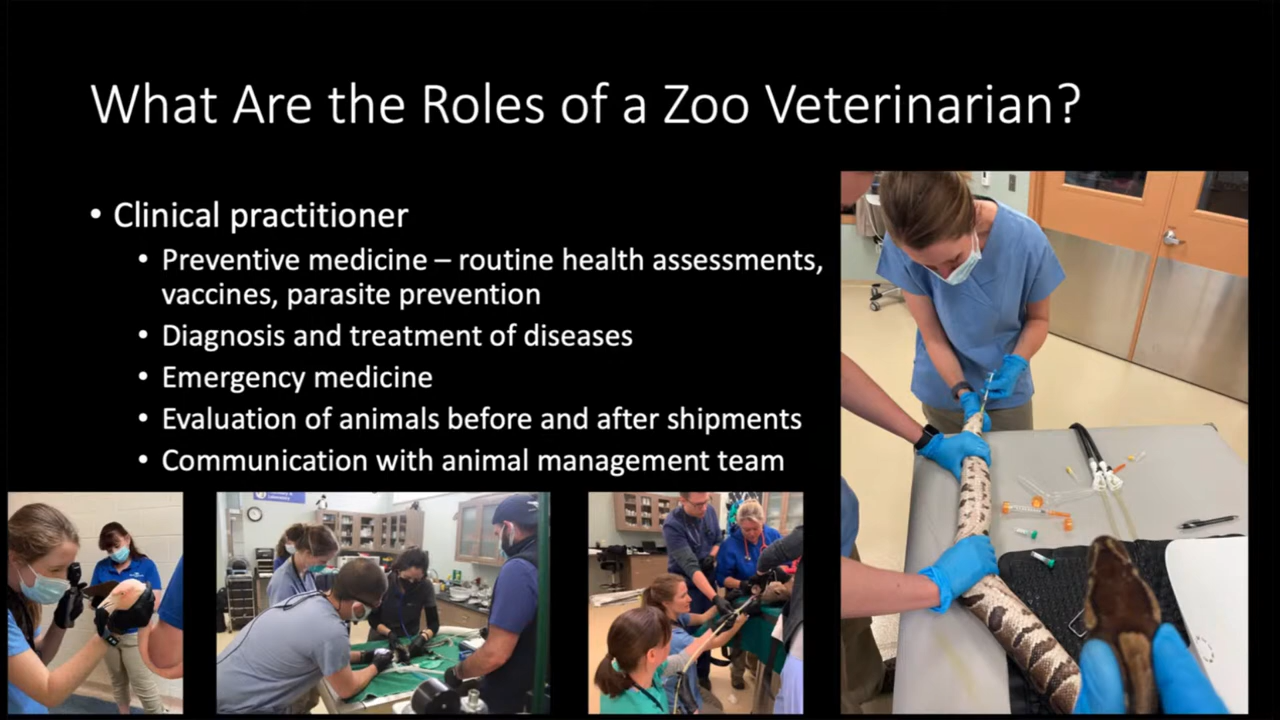 What Are the Roles of a Zoo Veterinarian?
• Clinical practitioner
• Preventive medicine – routine health assessments,
vaccines, parasite prevention
• Diagnosis and treatment of diseases
• Emergency medicine
• Evaluation of animals before and after shipments
• Communication with animal management team